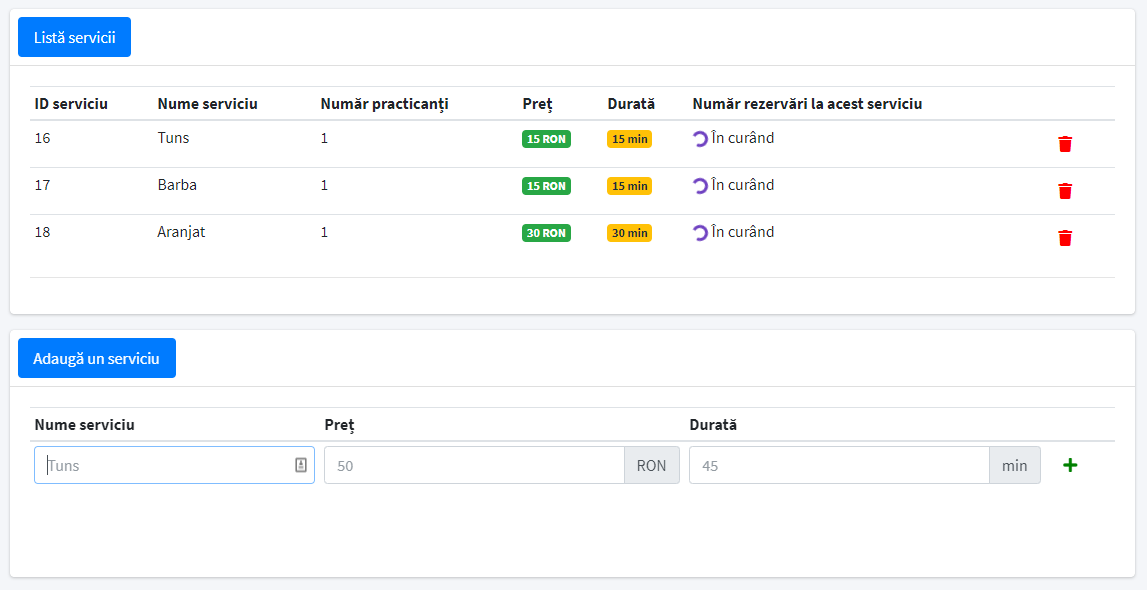 Listă servicii
ID serviciu Nume serviciu Număr practicanți Preț Durată Număr rezervări la acest serviciu
16 Tuns 1 15 RON 15 min În curând
17 Barba 1 15 RON 15 min În curând
18 Aranjat 1 30 RON 30 min În curând
Adaugă un serviciu
Nume serviciu Preț Durată
Tuns 50 RON 45 min